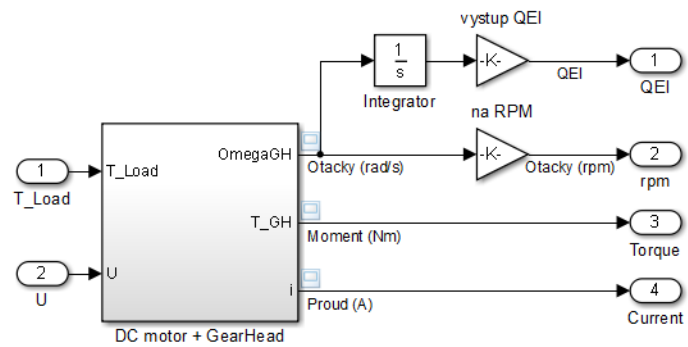 vystup QEI
1
s
-K-
QEI
1
QEI
Integrator
na RPM
OmegaGH
-K-
Otacky (rad/s)
Otacky (rpm)
2
rpm
1
T_Load
T_Load
T_GH
Moment (Nm)
3
Torque
2
U
U
i
Proud (A)
4
Current
DC motor + GearHead